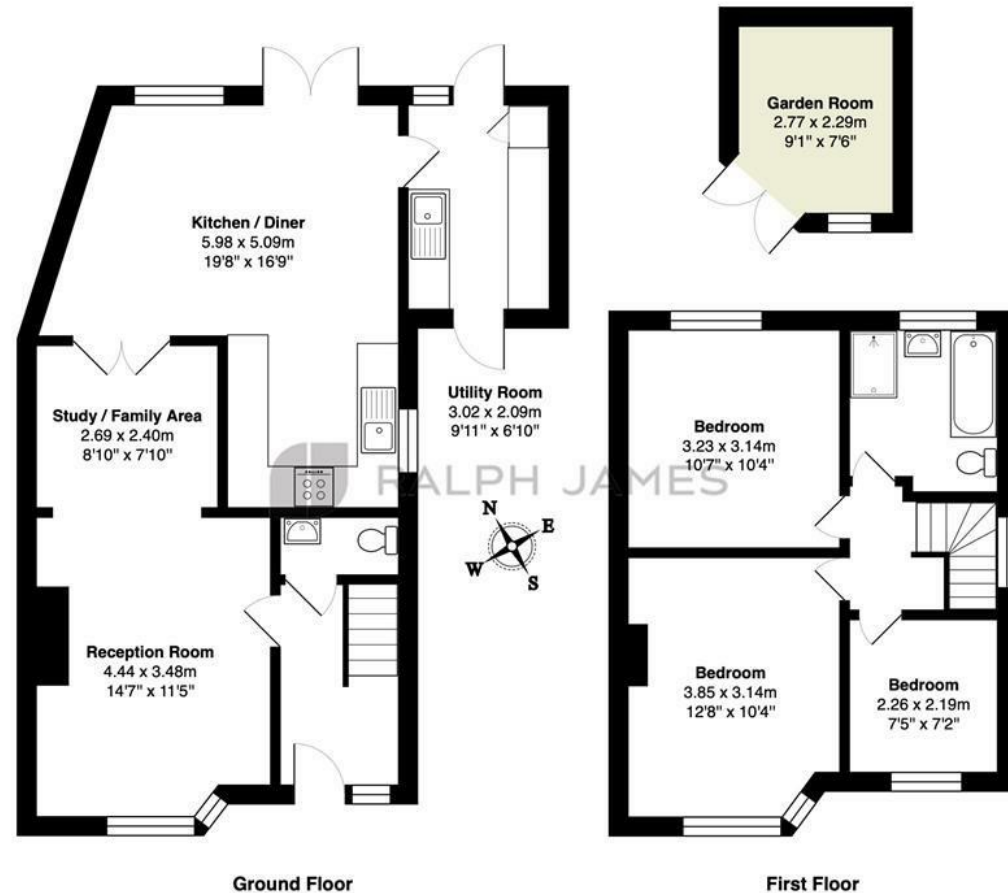 Garden Room
2.77 x 2.29m
9'1" x 7'6"
Kitchen / Diner
5.98 x 5.09m
19'8" x 16'9"
Utility Room
3.02 x 2.09m
9'11" x 6'10"
Study / Family Area
2.69 x 2.40m
8'10" x 7'10"
Bedroom
3.23 x 3.14m
10'7" x 10'4"
RALPH JAMES
N
E
W
S
Reception Room
4.44 x 3.48m
14'7" x 11'5"
Bedroom
3.85 x 3.14m
12'8" x 10'4"
Bedroom
2.26 x 2.19m
7'5" x 7'2"
Ground Floor
First Floor